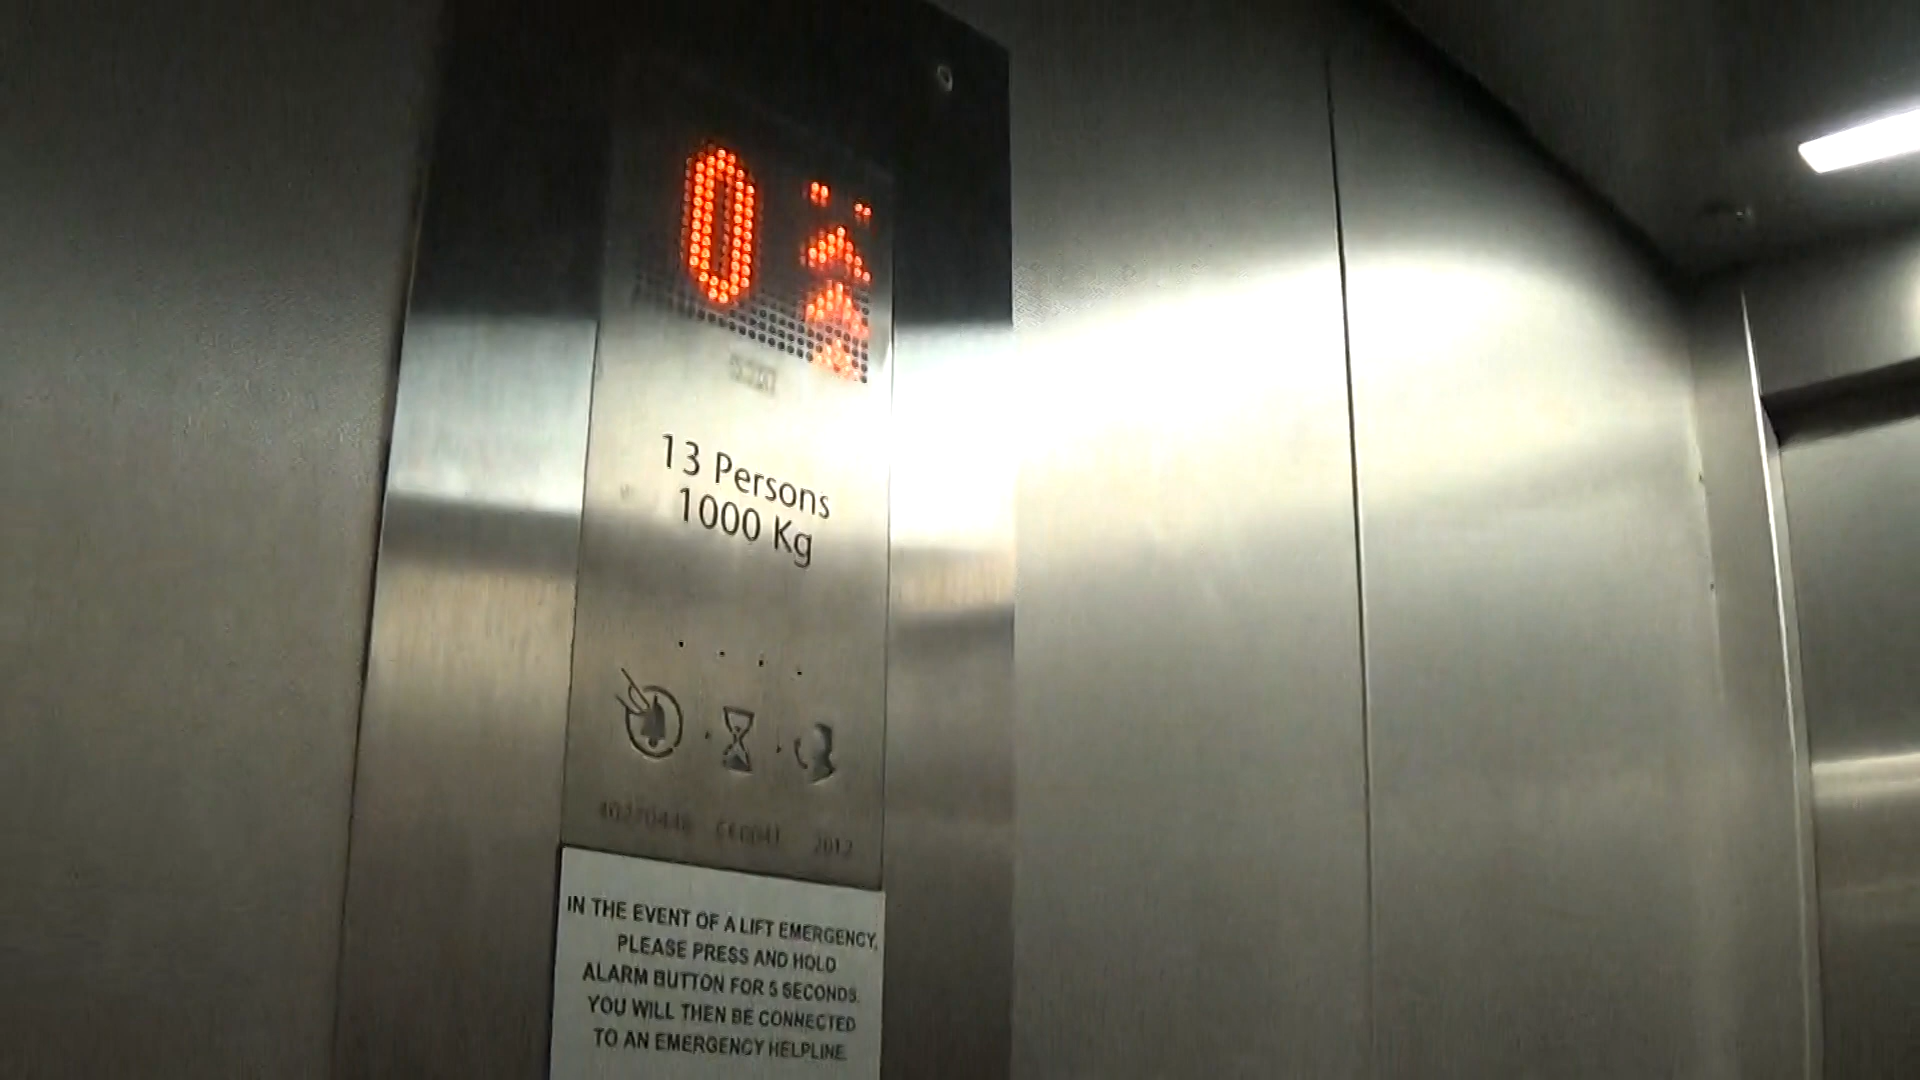 0
13 Persons
1000 Kg
2012
IN THE EVENT OF A LIFT EMERGENCY,
PLEASE PRESS AND HOLD
ALARM BUTTON FOR 5 SECONDS.
YOU WILL THEN BE CONNECTED
TO AN EMERGENCY HELPLINE.